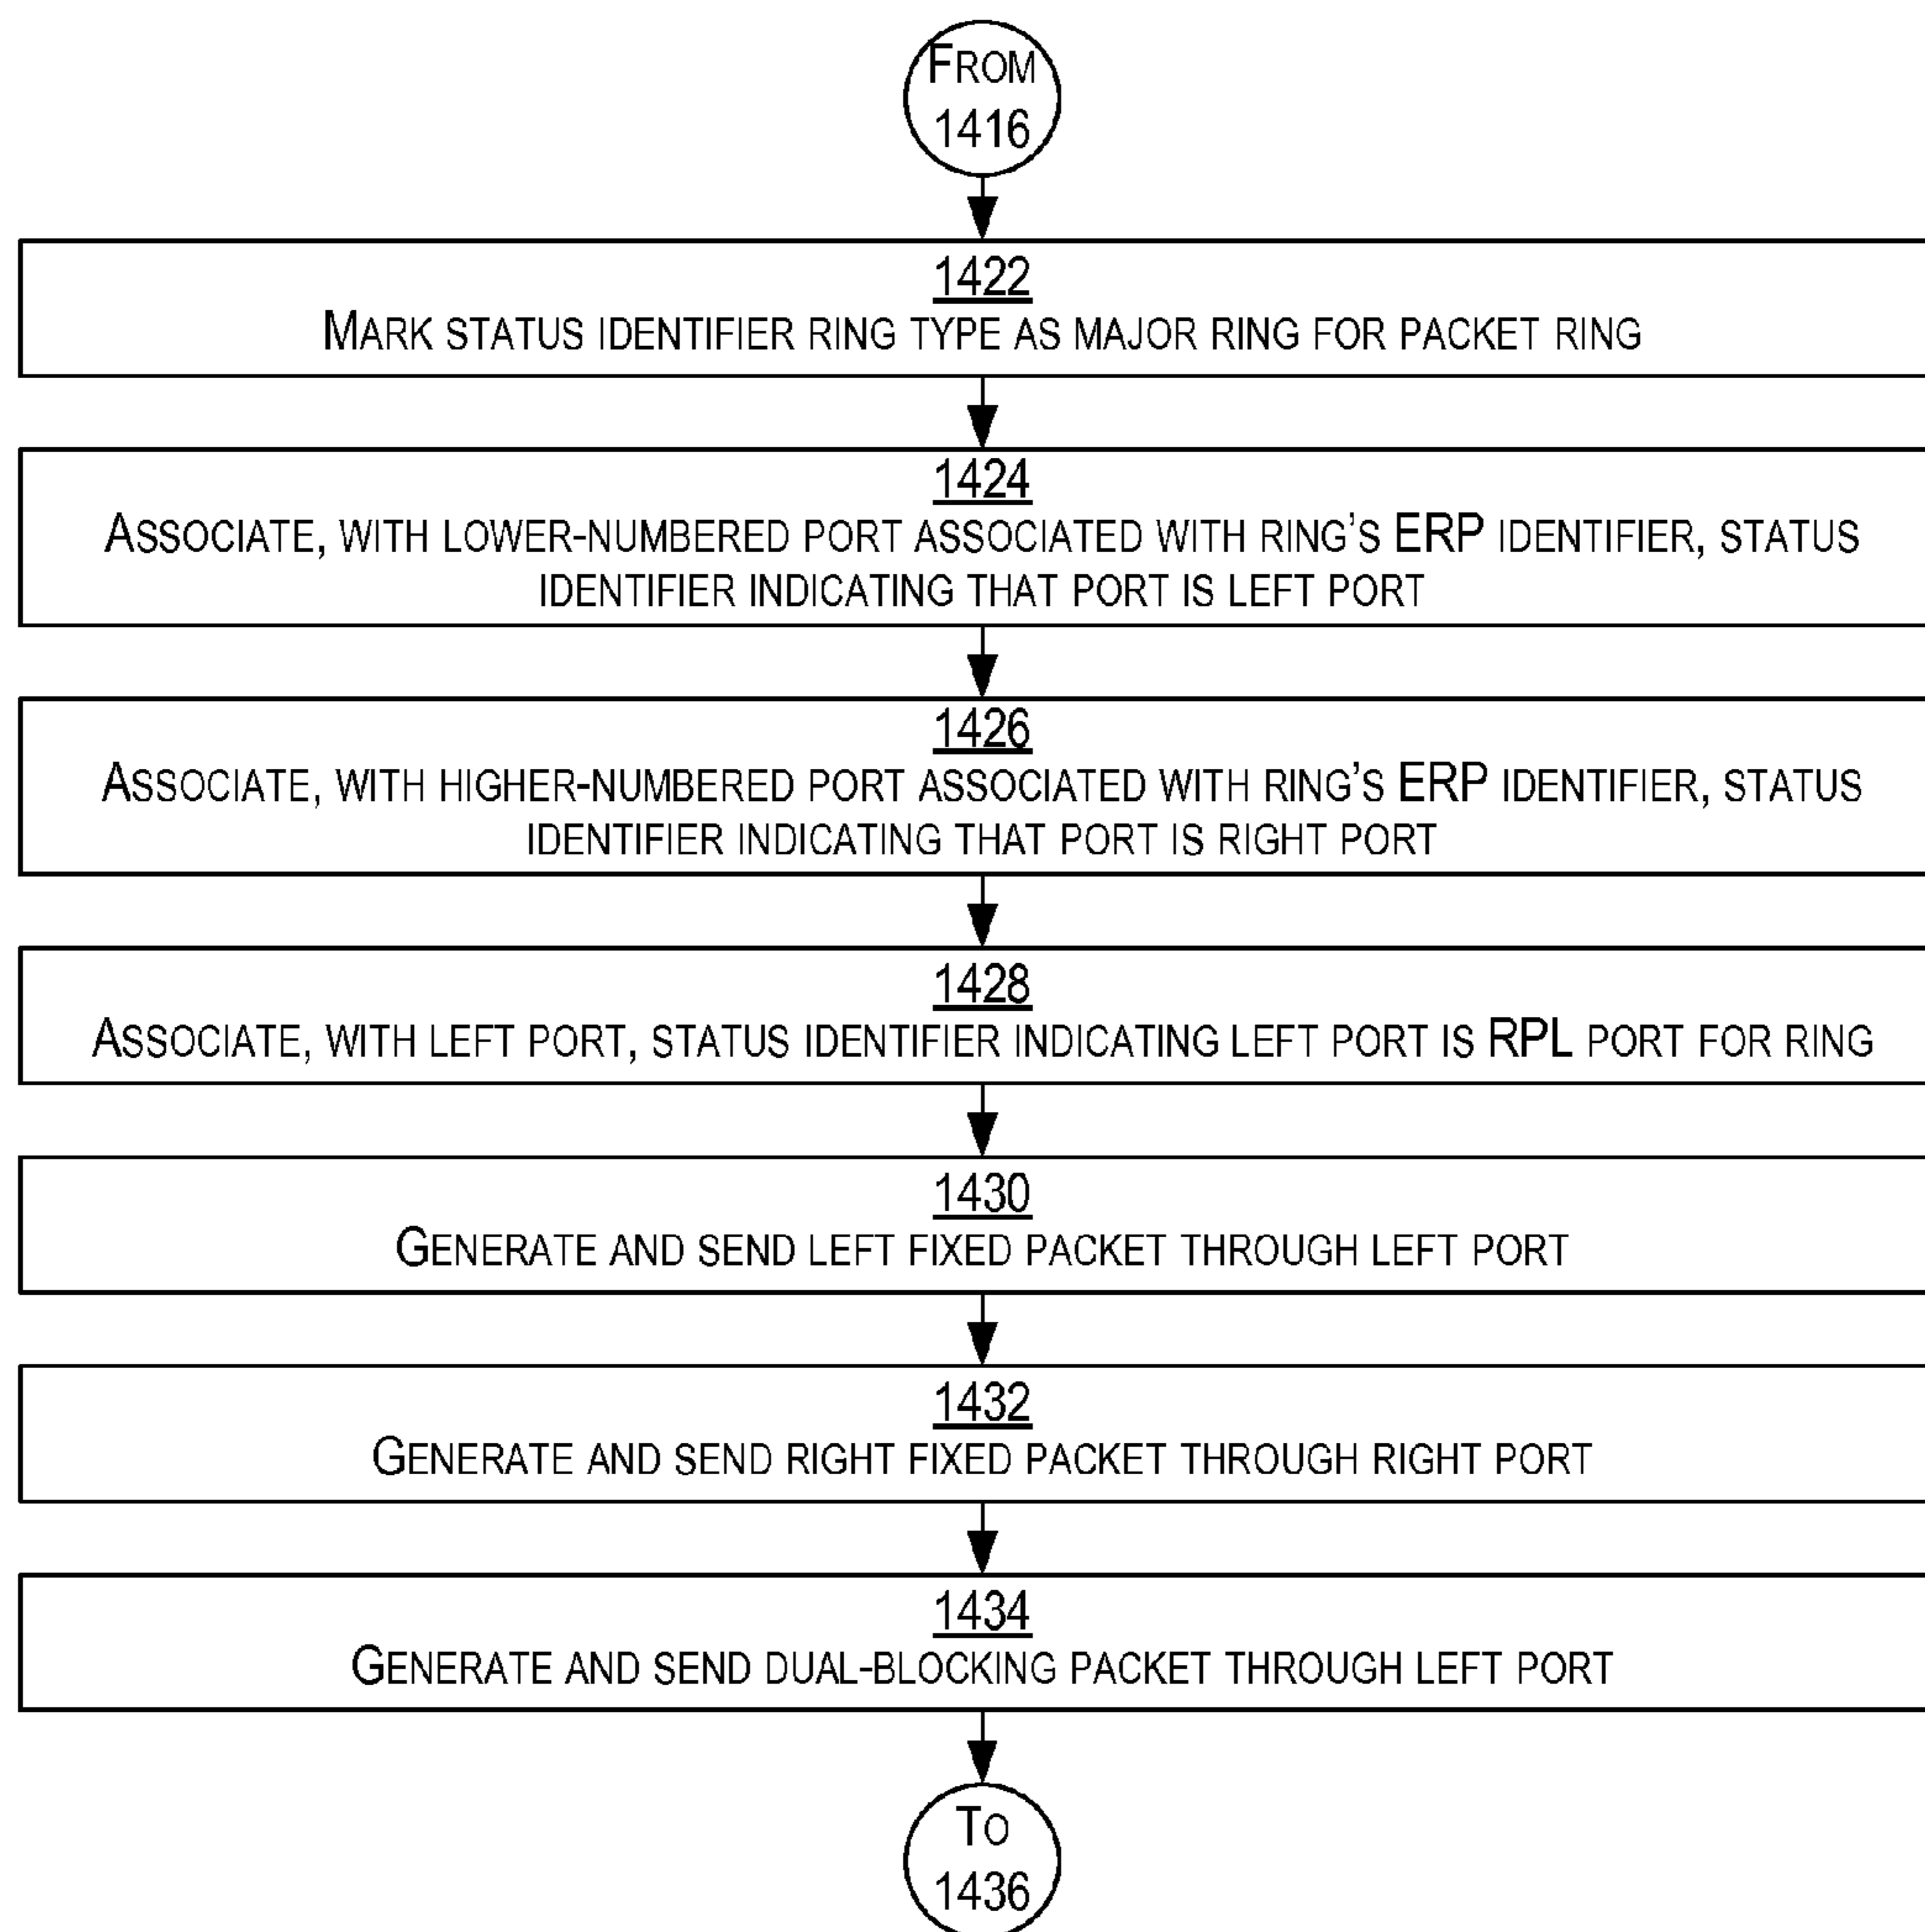 FROM
1416
1422
MARK STATUS IDENTIFIER RING TYPE AS MAJOR RING FOR PACKET RING
1424
ASSOCIATE, WITH LOWER-NUMBERED PORT ASSOCIATED WITH RING'S ERP IDENTIFIER, STATUS
IDENTIFIER INDICATING THAT PORT IS LEFT PORT
1426
ASSOCIATE, WITH HIGHER-NUMBERED PORT ASSOCIATED WITH RING'S ERP IDENTIFIER, STATUS
IDENTIFIER INDICATING THAT PORT IS RIGHT PORT
1428
ASSOCIATE, WITH LEFT PORT, STATUS IDENTIFIER INDICATING LEFT PORT IS RPL PORT FOR RING
1430
GENERATE AND SEND LEFT FIXED PACKET THROUGH LEFT PORT
1432
GENERATE AND SEND RIGHT FIXED PACKET THROUGH RIGHT PORT
1434
GENERATE AND SEND DUAL-BLOCKING PACKET THROUGH LEFT PORT
TO
1436